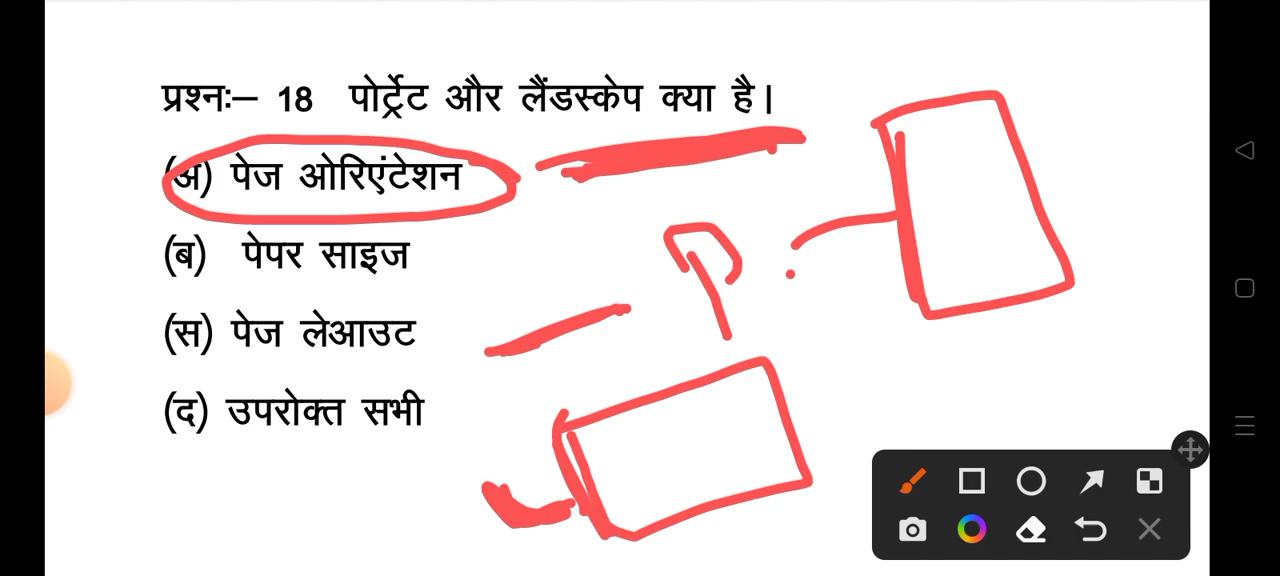 प्रश्नः– 18 पोर्ट्रेट और लैंडस्केप क्या है।
(अ) पेज ओरिएंटेशन
(ब) पेपर साइज
(स) पेज लेआउट
(द) उपरोक्त सभी
P